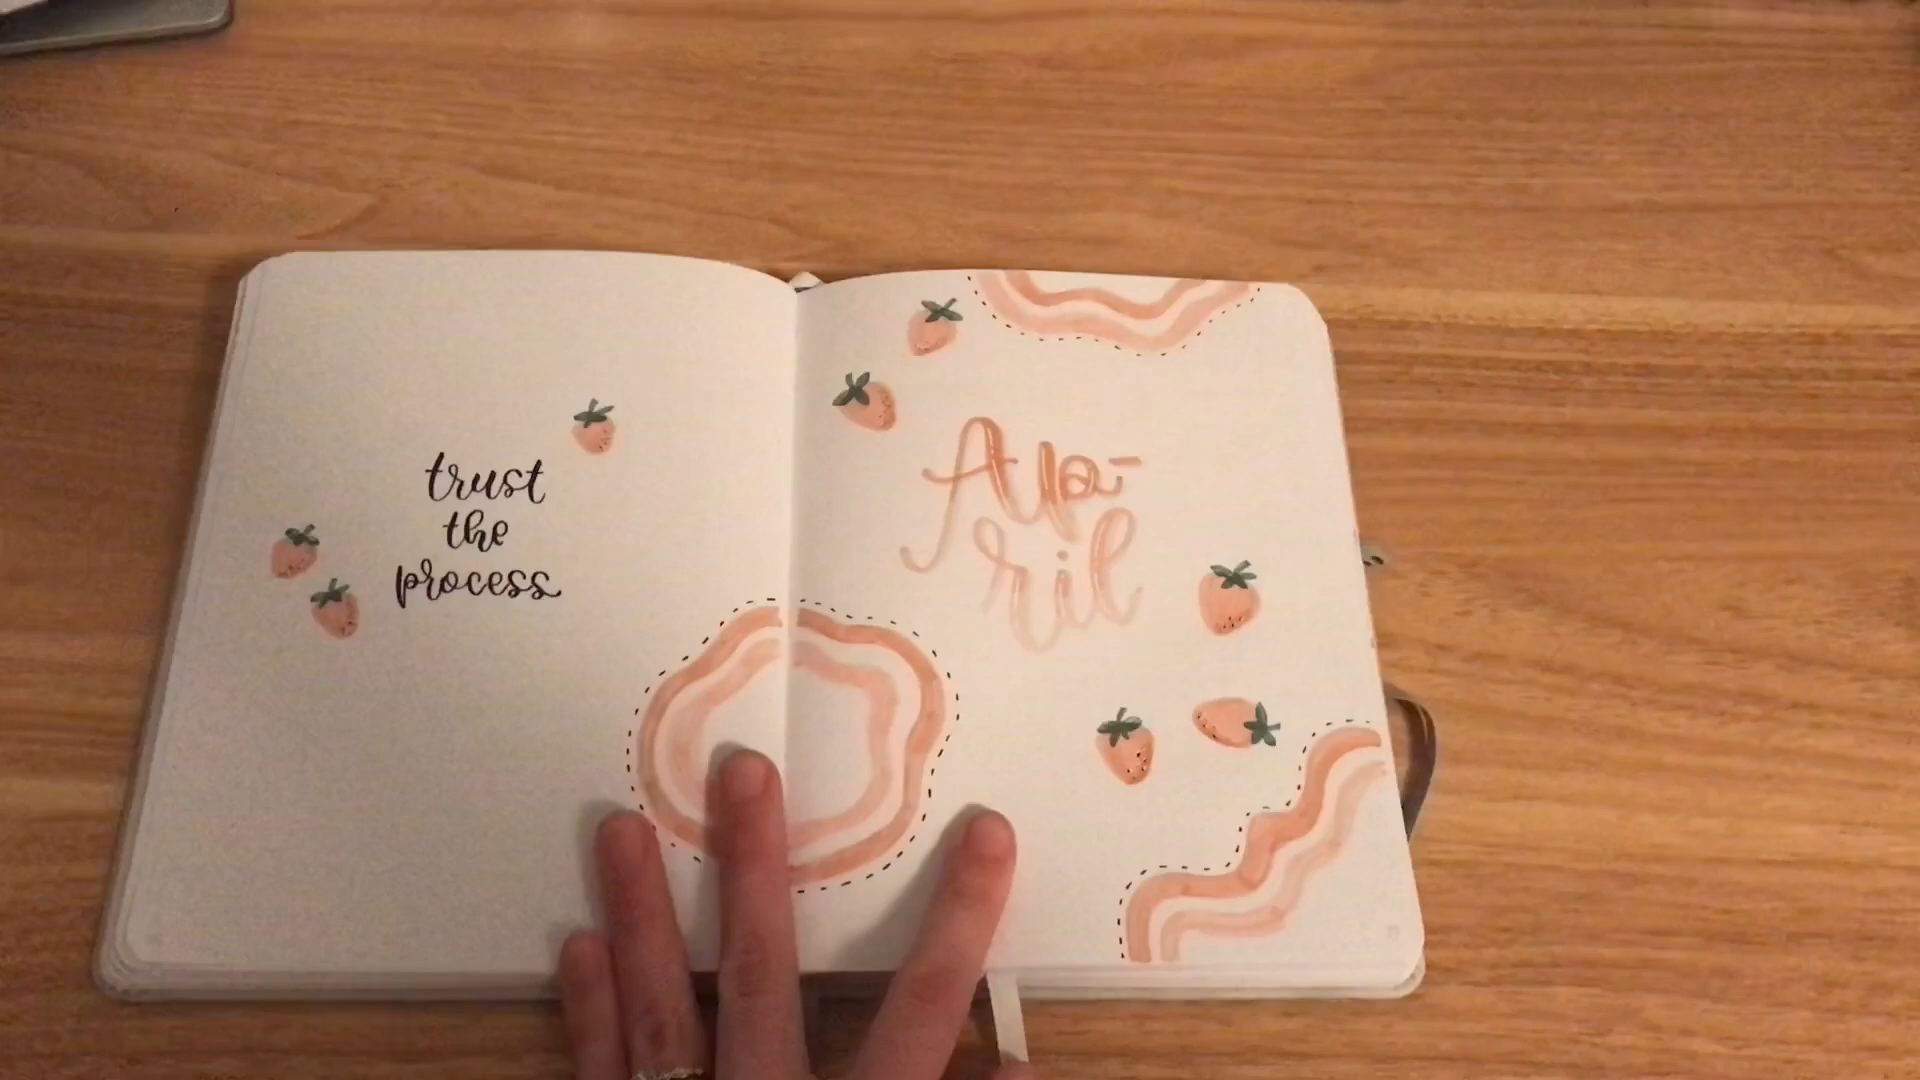 trust
the
process
Ap-
ril